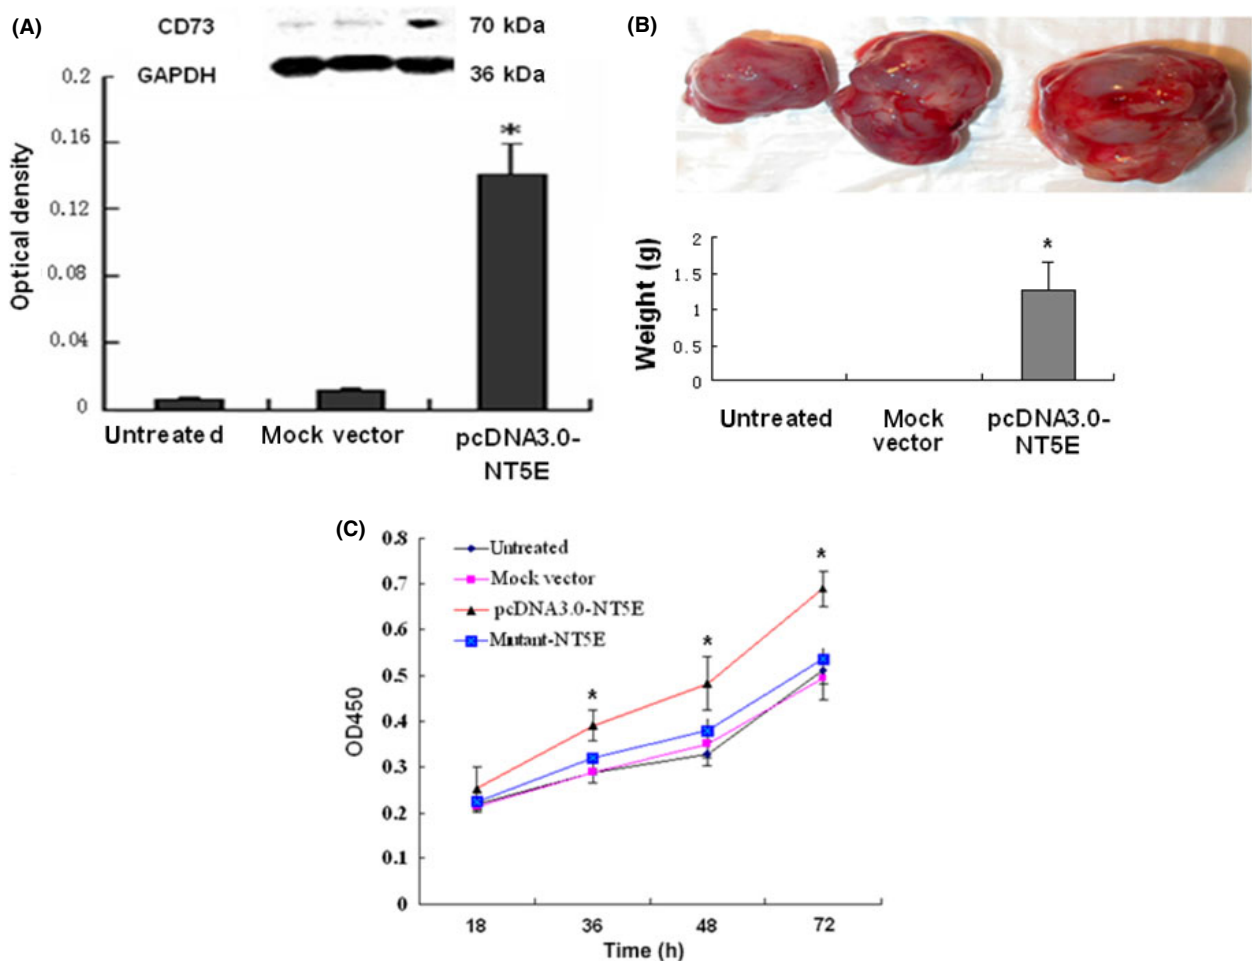 (A)
CD73
70 kDa
GAPDH
36 kDa
Optical density
0.2
0.16
0.12
0.08
0.04
0
*
Untreated
Mock vector
pcDNA3.0-
NT5E
(B)
Weight (g)
2
1.5
1
0.5
0
*
Untreated
Mock
vector
pcDNA3.0-
NT5E
(C)
OD450
0.8
0.7
0.6
0.5
0.4
0.3
0.2
0.1
0
Untreated
Mock vector
pcDNA3.0-NT5E
Mutant-NT5E
*
*
*
18 36 48 72
Time (h)